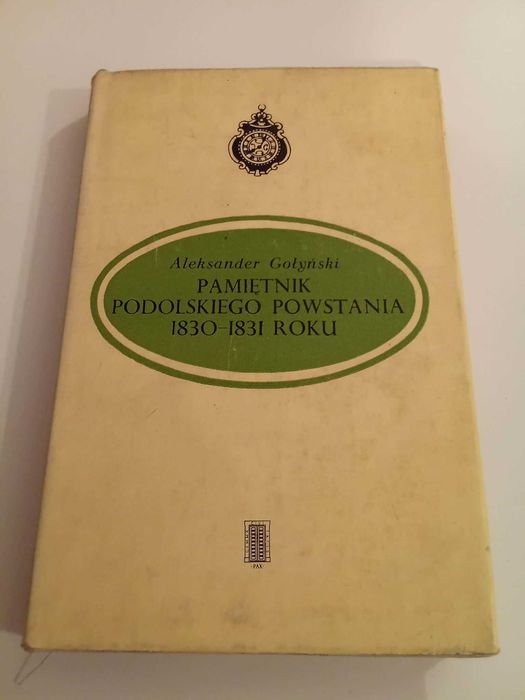 Aleksander Gołyński
PAMIĘTNIK
PODOLSKIEGO POWSTANIA
1830-1831 ROKU
PAX